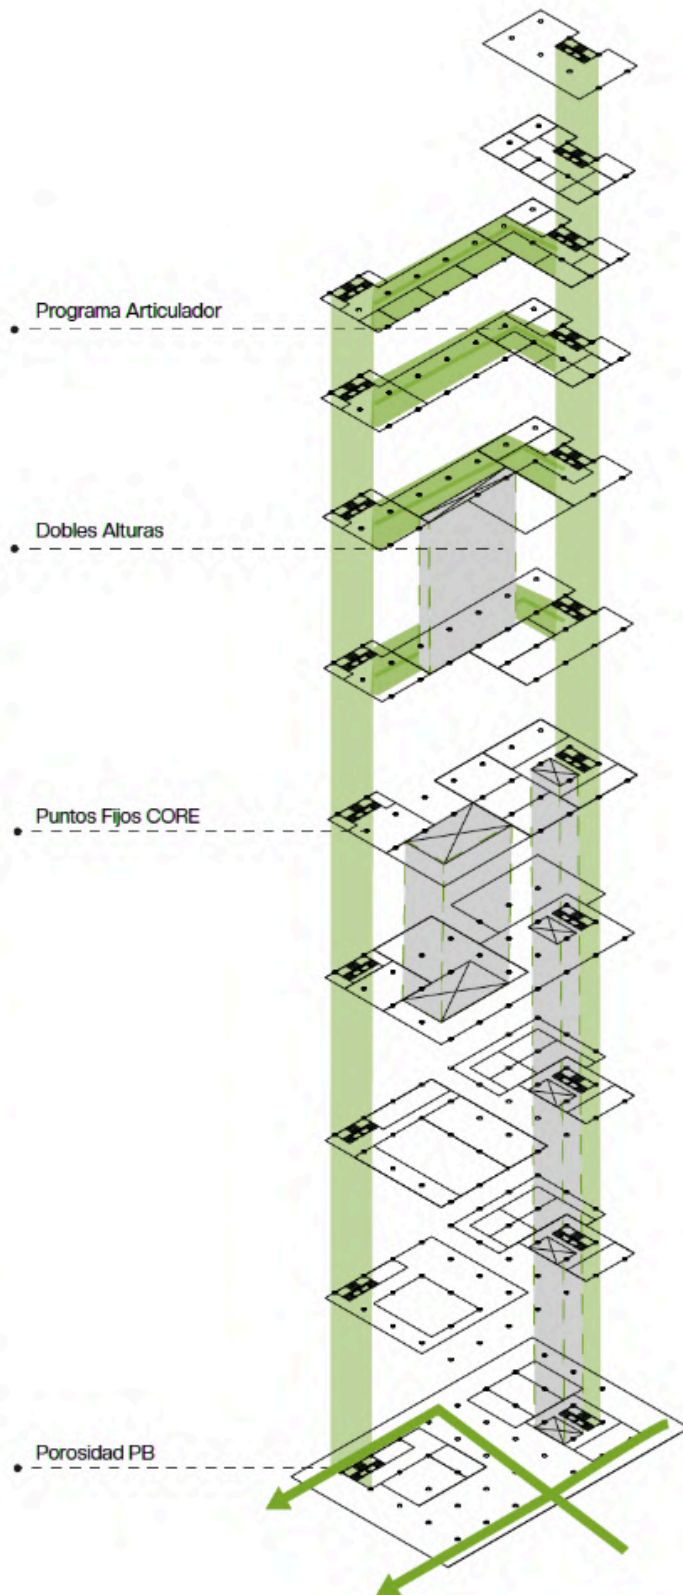 Programa Articulador
Dobles Alturas
Puntos Fijos CORE
Porosidad PB